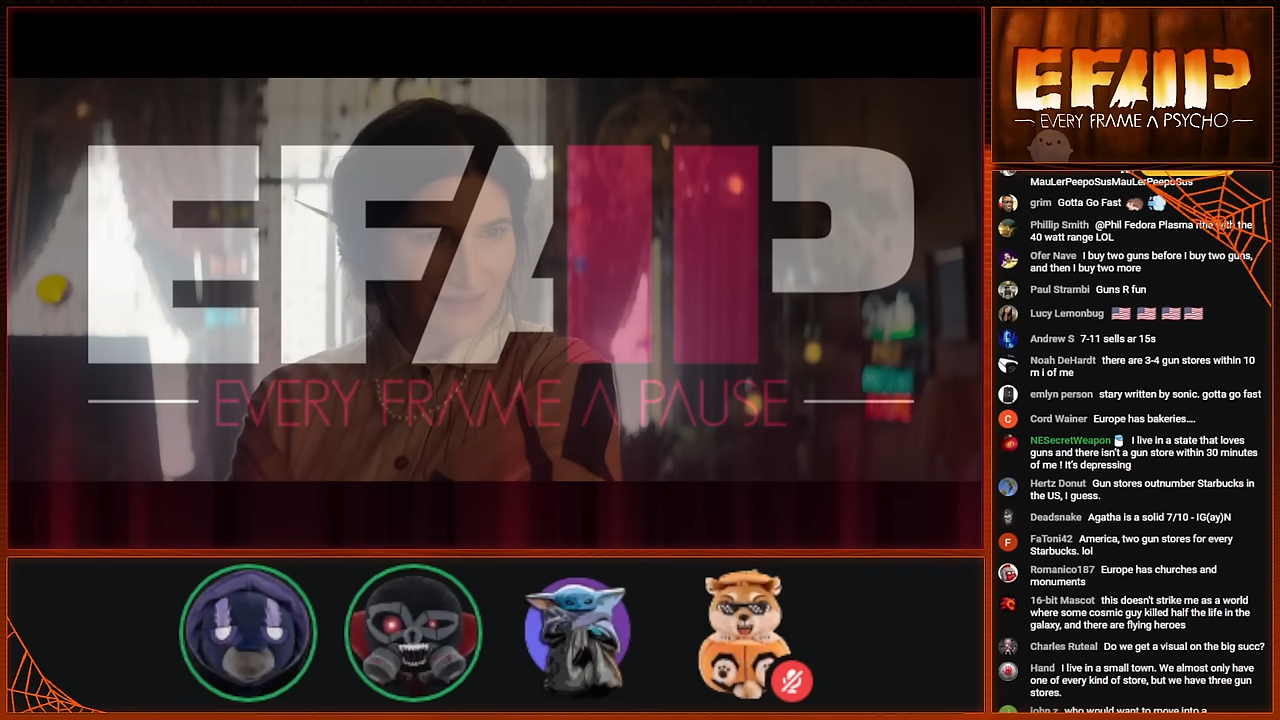 EFAP
EVERY FRAME A PAUSE
EFAP
EVERY FRAME A PSYCHO
MauLerPeepoSusMauLerPeepoSus
grim Gotta Go Fast
Phillip Smith @Phil Fedora Plasma rifle with the
40 watt range LOL
Ofer Nave I buy two guns before I buy two guns,
and then I buy two more
Paul Strambi Guns R fun
Lucy Lemonbug 🇺🇸 🇺🇸 🇺🇸 🇺🇸
Andrew S 7-11 sells ar 15s
Noah DeHardt there are 3-4 gun stores within 10
m i of me
emlyn person stary written by sonic. gotta go fast
C
Cord Wainer Europe has bakeries....
NESecretWeapon I live in a state that loves
guns and there isn't a gun store within 30 minutes
of me ! It's depressing
Hertz Donut Gun stores outnumber Starbucks in
the US, I guess.
Deadsnake Agatha is a solid 7/10 - IG(ay)N
F
FaToni42 America, two gun stores for every
Starbucks. lol
Romanico187 Europe has churches and
monuments
16-bit Mascot this doesn't strike me as a world
where some cosmic guy killed half the life in the
galaxy, and there are flying heroes
Charles Ruteal Do we get a visual on the big succ?
Hand I live in a small town. We almost only have
one of every kind of store, but we have three gun
stores.
john z who would want to move into a